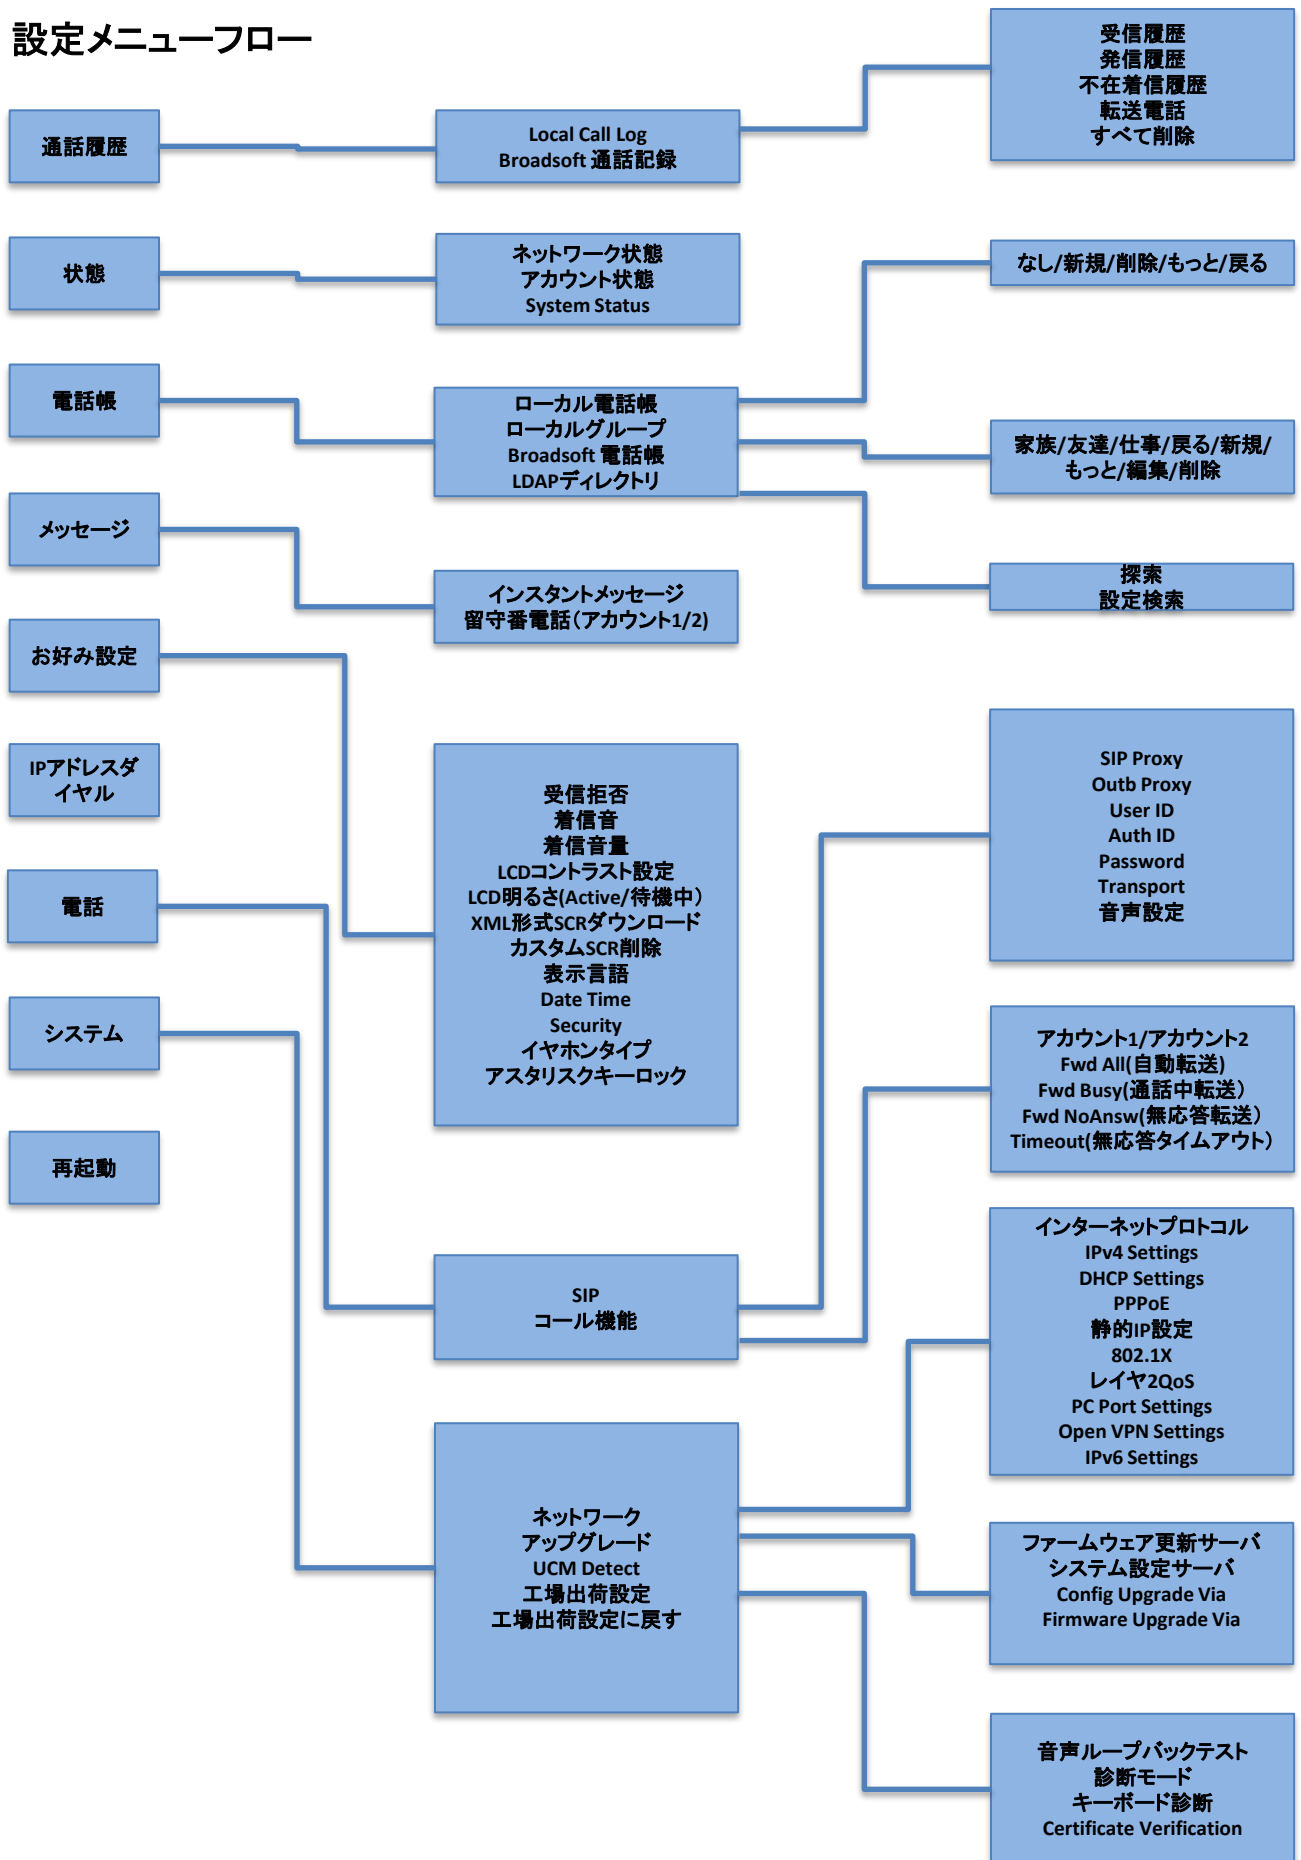 設定メニューフロー
通話履歴
状態
電話帳
メッセージ
お好み設定
IPアドレスダ
イヤル
電話
システム
再起動
Local Call Log
Broadsoft 通話記録
ネットワーク状態
アカウント状態
System Status
ローカル電話帳
ローカルグループ
Broadsoft 電話帳
LDAPディレクトリ
インスタントメッセージ
留守番電話（アカウント1/2）
受信拒否
着信音
着信音量
LCDコントラスト設定
LCD明るさ(Active/待機中）
XML形式SCRダウンロード
カスタムSCR削除
表示言語
Date Time
Security
イヤホンタイプ
アスタリスクキーロック
SIP
コール機能
ネットワーク
アップグレード
UCM Detect
工場出荷設定
工場出荷設定に戻す
受信履歴
発信履歴
不在着信履歴
転送電話
すべて削除
なし/新規/削除/もっと/戻る
家族/友達/仕事/戻る/新規/
もっと/編集/削除
探索
設定検索
SIP Proxy
Outb Proxy
User ID
Auth ID
Password
Transport
音声設定
アカウント1/アカウント2
Fwd All(自動転送)
Fwd Busy(通話中転送）
Fwd NoAnsw(無応答転送）
Timeout(無応答タイムアウト）
インターネットプロトコル
IPv4 Settings
DHCP Settings
PPPoE
静的IP設定
802.1X
レイヤ2QoS
PC Port Settings
Open VPN Settings
IPv6 Settings
ファームウェア更新サーバ
システム設定サーバ
Config Upgrade Via
Firmware Upgrade Via
音声ループバックテスト
診断モード
キーボード診断
Certificate Verification